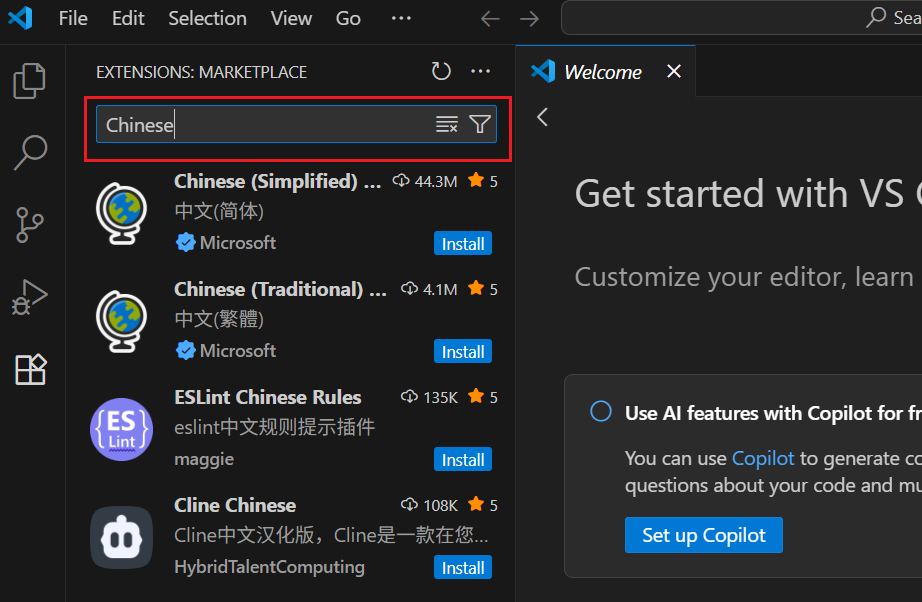 File Edit Selection View Go ···
Sea
EXTENSIONS: MARKETPLACE
Welcome
Chinese
Chinese (Simplified) ... 44.3M 5
中文(简体)
Microsoft Install
Chinese (Traditional) ... 4.1M 5
中文(繁體)
Microsoft Install
ESLint Chinese Rules 135K 5
eslint中文规则提示插件
maggie Install
{ES Lint}
Cline Chinese 108K 5
Cline中文汉化版，Cline是一款在您...
HybridTalentComputing Install
Get started with VS C
Customize your editor, learn
Use AI features with Copilot for fr
You can use Copilot to generate co
questions about your code and mu
Set up Copilot